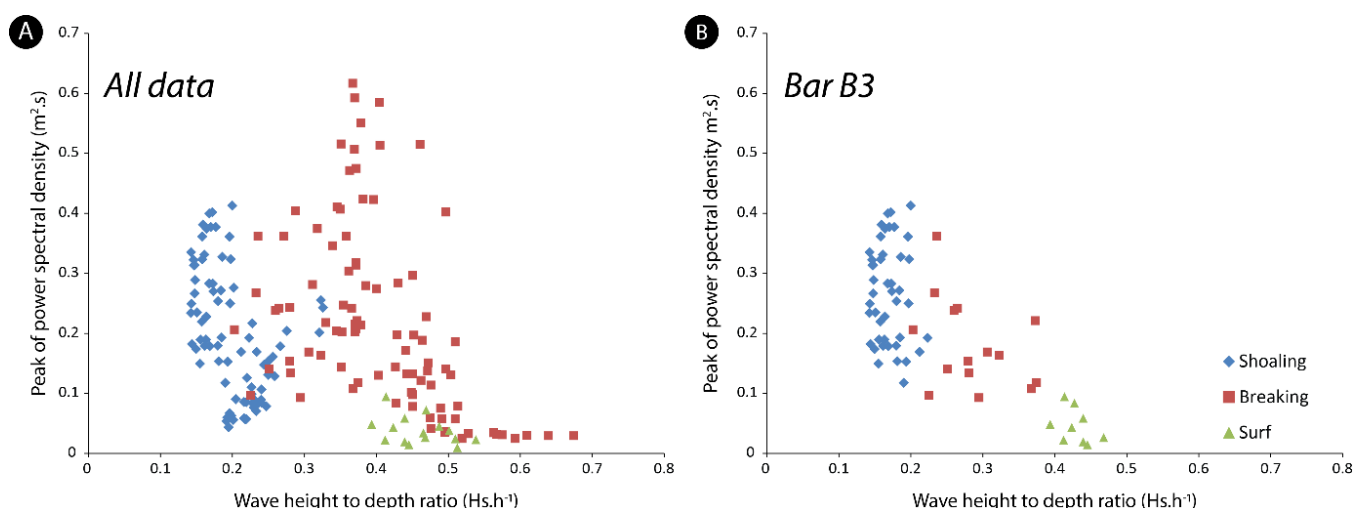 A
All data
Peak of power spectral density (m².s)
0.7
0.6
0.5
0.4
0.3
0.2
0.1
0
0 0.1 0.2 0.3 0.4 0.5 0.6 0.7 0.8
Wave height to depth ratio (Hs.h⁻¹)
B
Bar B3
Peak of power spectral density m².s)
0.7
0.6
0.5
0.4
0.3
0.2
0.1
0
0 0.1 0.2 0.3 0.4 0.5 0.6 0.7 0.8
Wave height to depth ratio (Hs.h⁻¹)
Shoaling
Breaking
Surf